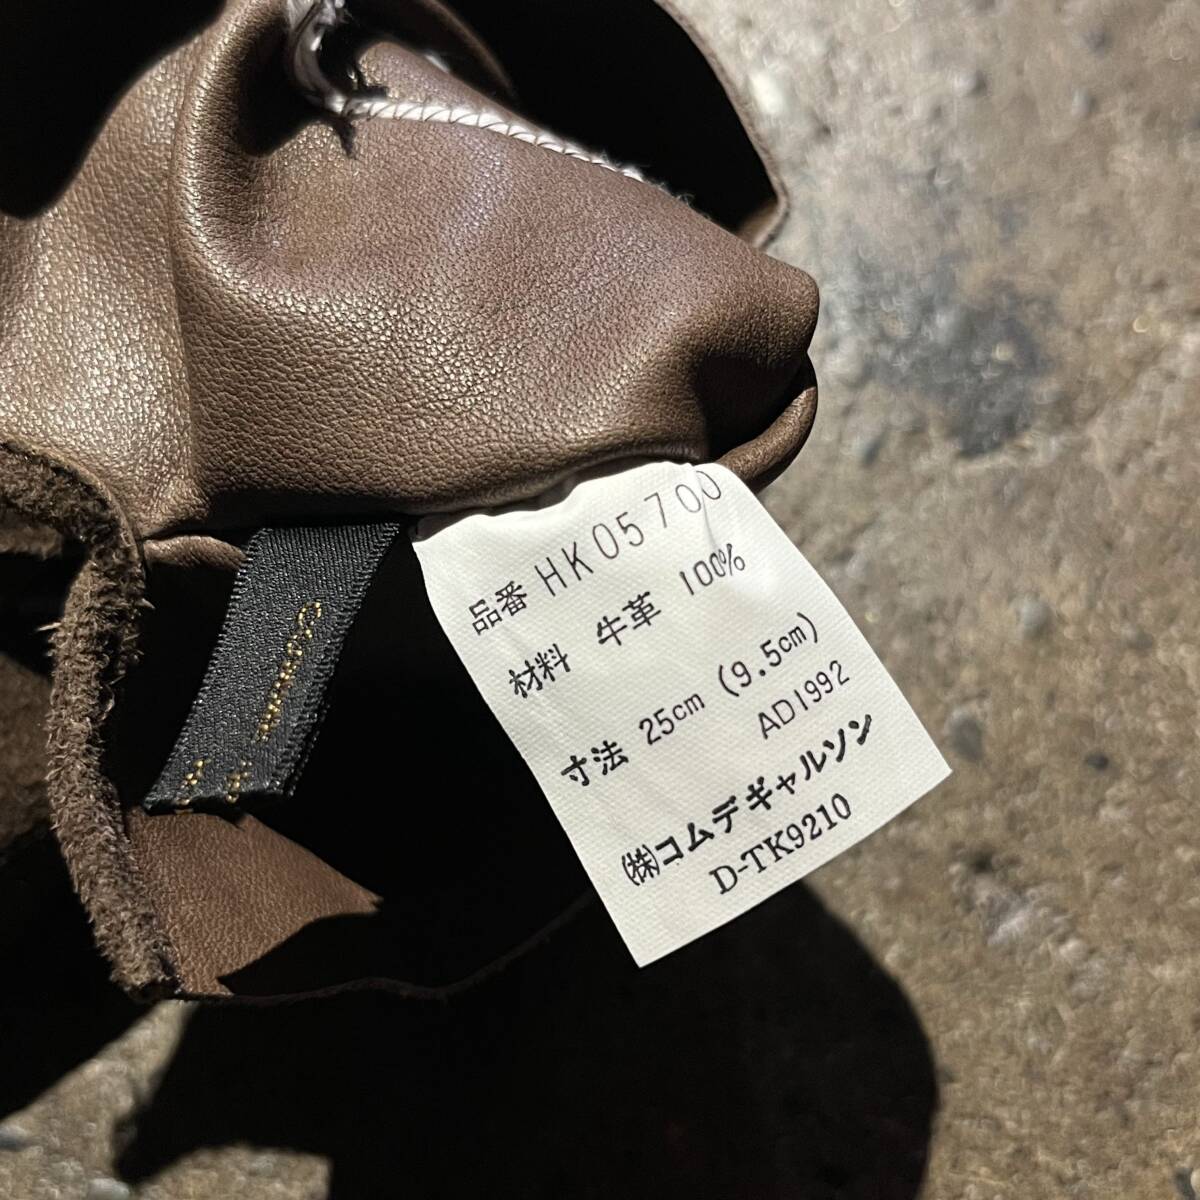 品番 HK05700
材料 牛革 100%
寸法 25cm (9.5cm)
AD1992
(株)コムデギャルソン
D-TK9210